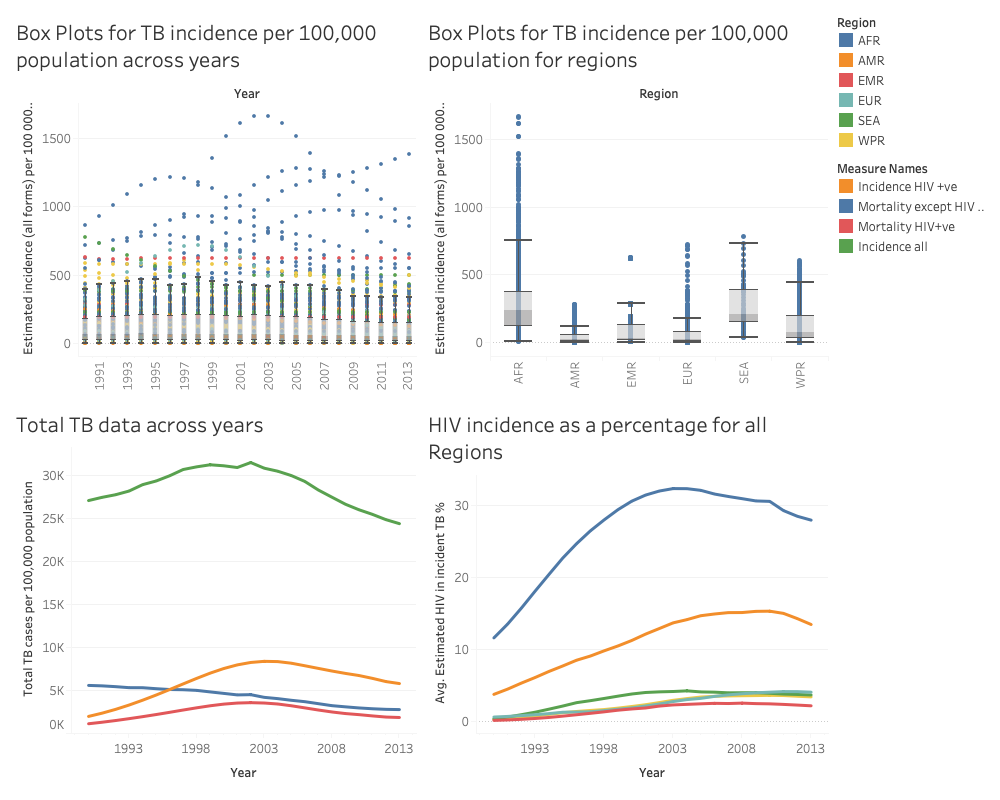 Box Plots for TB incidence per 100,000
population across years
Year
Estimated incidence (all forms) per 100 000..
1500
1000
500
0
1991
1993
1995
1997
1999
2001
2003
2005
2007
2009
2011
2013
Box Plots for TB incidence per 100,000
population for regions
Region
Estimated incidence (all forms) per 100 000..
1500
1000
500
0
AFR
AMR
EMR
EUR
SEA
WPR
Region
AFR
AMR
EMR
EUR
SEA
WPR
Measure Names
Incidence HIV +ve
Mortality except HIV ..
Mortality HIV+ve
Incidence all
Total TB data across years
Total TB cases per 100,000 population
30K
25K
20K
15K
10K
5K
0K
1993
1998
2003
2008
2013
Year
HIV incidence as a percentage for all
Regions
Avg. Estimated HIV in incident TB %
30
20
10
0
1993
1998
2003
2008
2013
Year